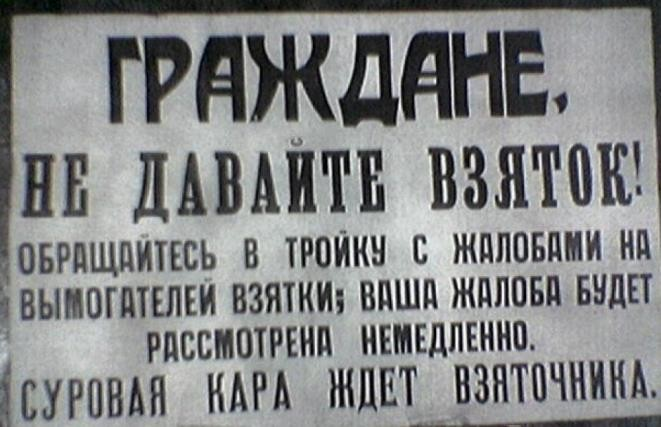 ГРАЖДАНЕ,
НЕ ДАВАЙТЕ ВЗЯТОК!
ОБРАЩАЙТЕСЬ В ТРОЙКУ С ЖАЛОБАМИ НА
ВЫМОГАТЕЛЕЙ ВЗЯТКИ; ВАША ЖАЛОБА БУДЕТ
РАССМОТРЕНА НЕМЕДЛЕННО.
СУРОВАЯ КАРА ЖДЕТ ВЗЯТОЧНИКА.